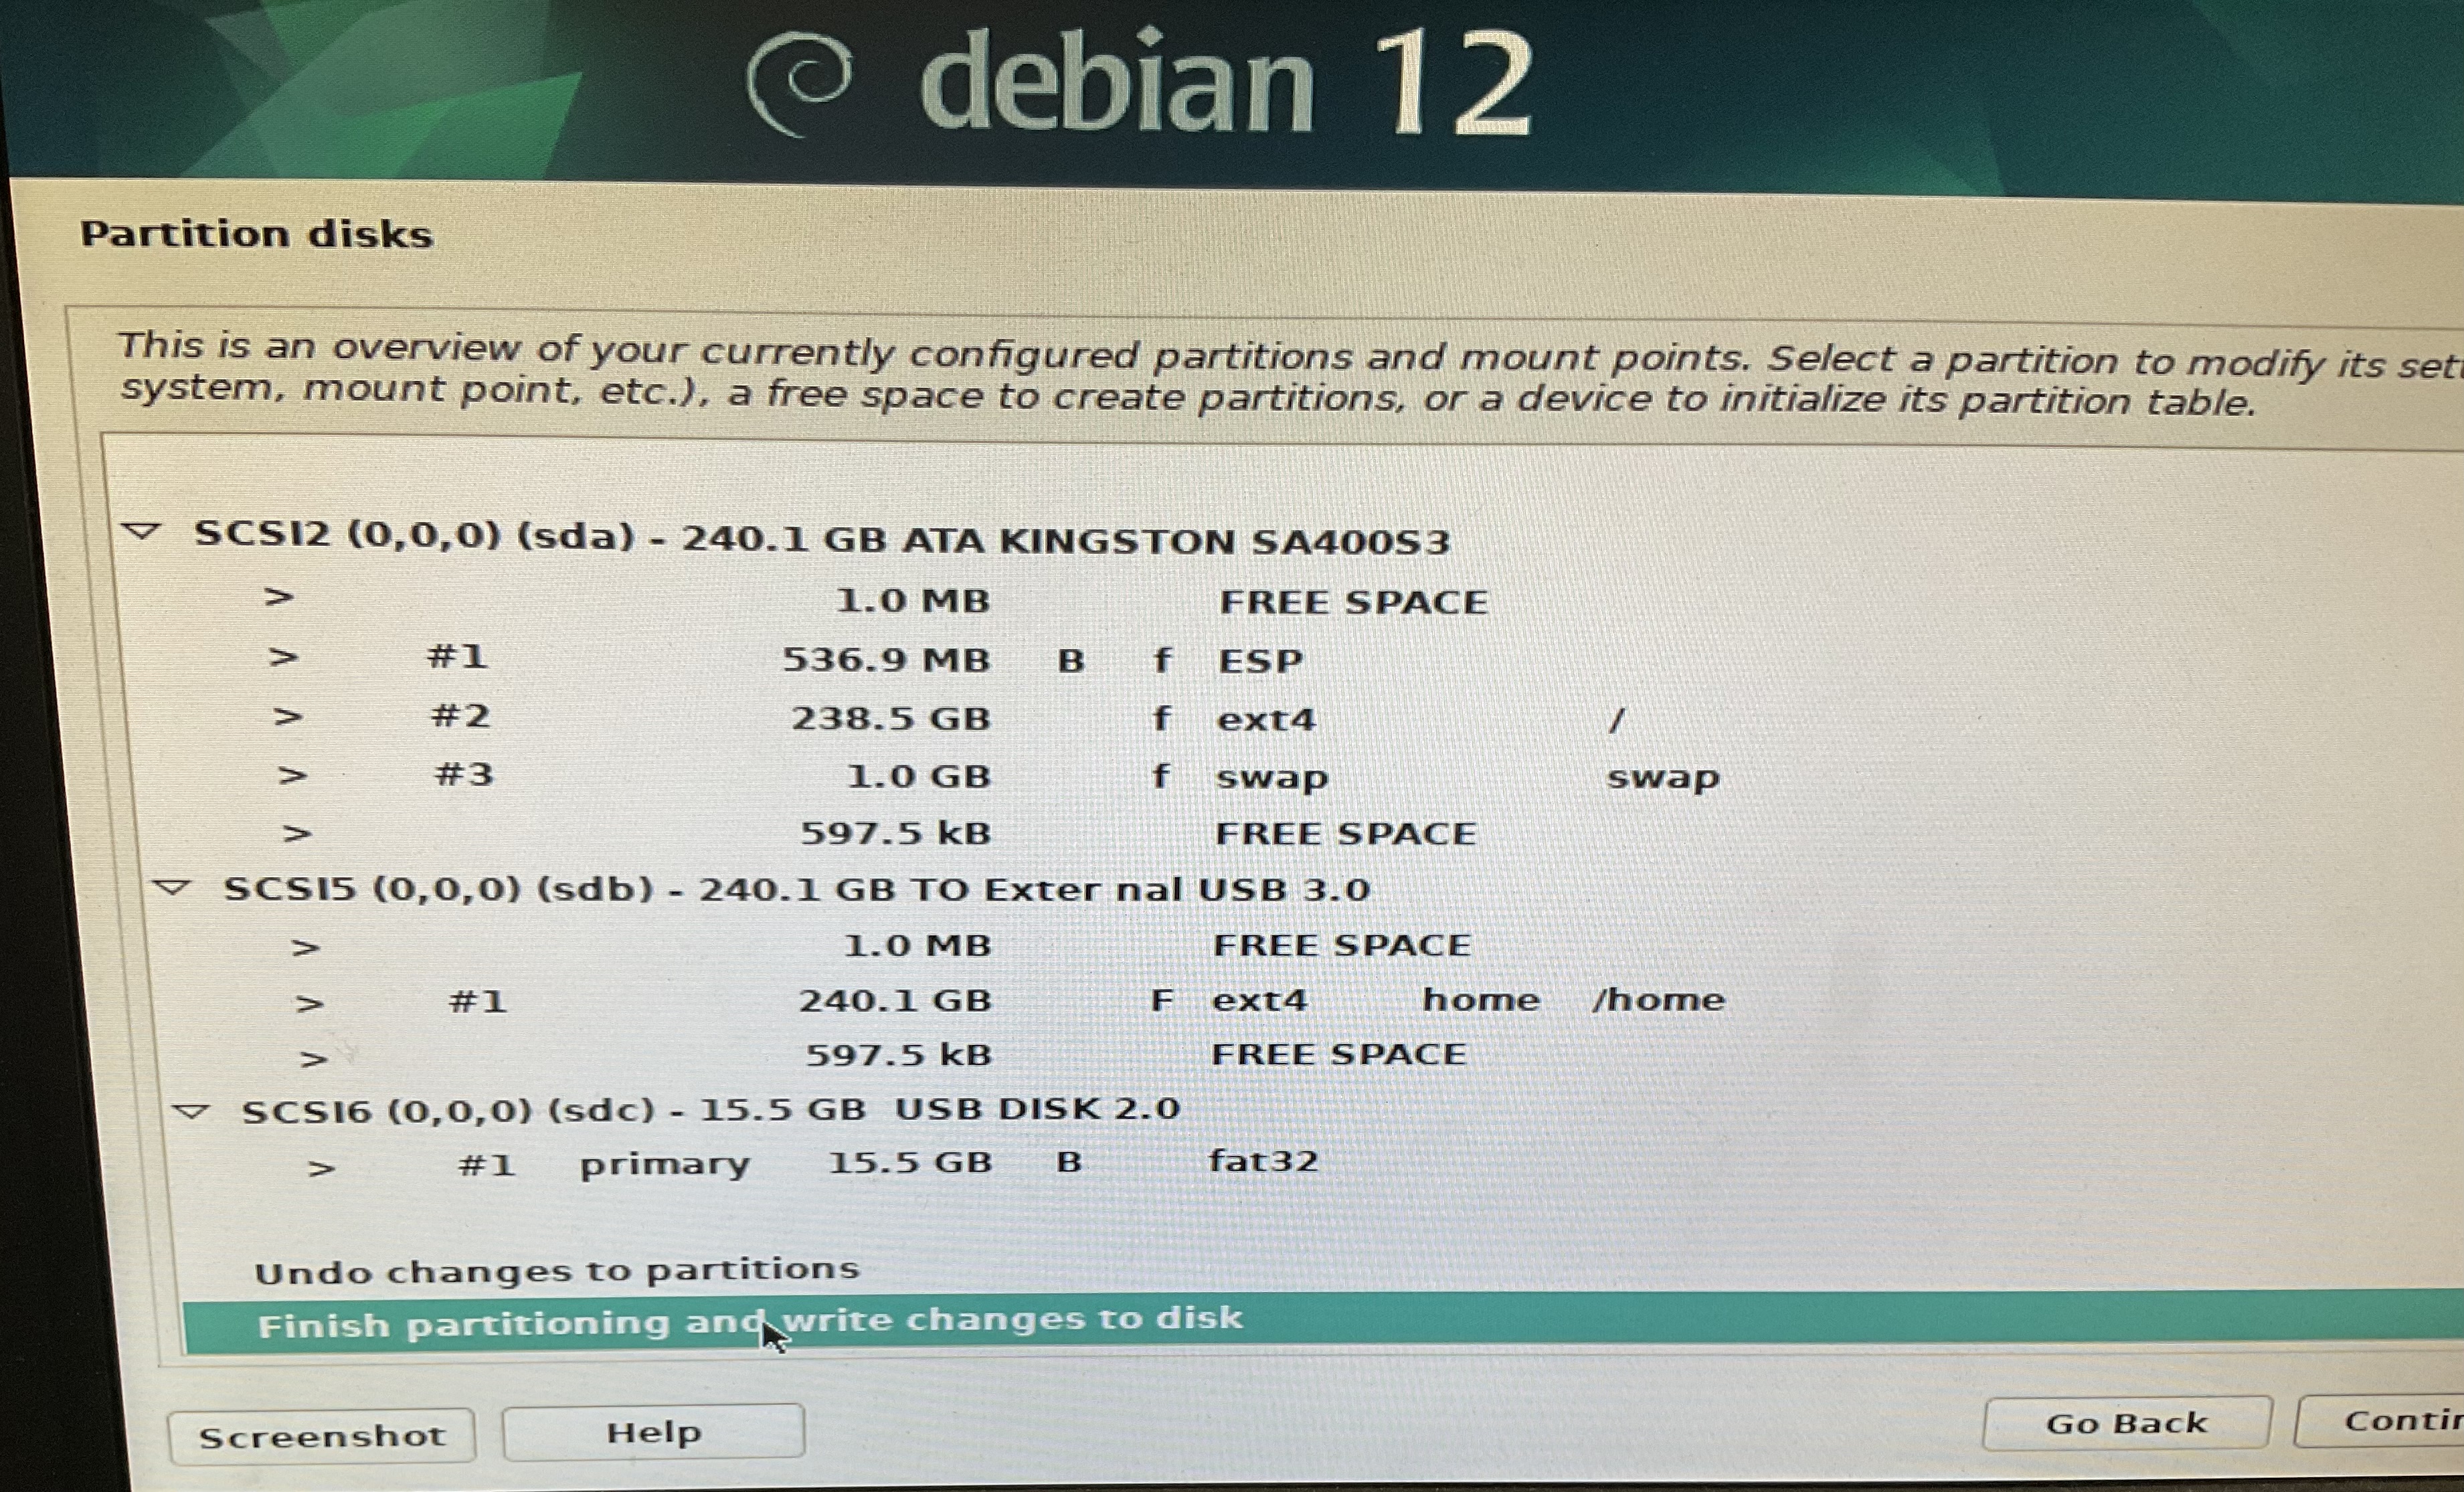 debian 12
Partition disks
This is an overview of your currently configured partitions and mount points. Select a partition to modify its
system, mount point, etc.), a free space to create partitions, or a device to initialize its partition table.
SCSI2 (0,0,0) (sda) - 240.1 GB ATA KINGSTON SA400S3
> 1.0 MB FREE SPACE
> #1 536.9 MB B f ESP
> #2 238.5 GB f ext4 /
> #3 1.0 GB f swap swap
> 597.5 kB FREE SPACE
SCSI5 (0,0,0) (sdb) - 240.1 GB TO Exter nal USB 3.0
> 1.0 MB FREE SPACE
> #1 240.1 GB F ext4 home /home
> 597.5 kB FREE SPACE
SCSI6 (0,0,0) (sdc) - 15.5 GB USB DISK 2.0
> #1 primary 15.5 GB B fat32
Undo changes to partitions
Finish partitioning and write changes to disk
Screenshot Help Go Back